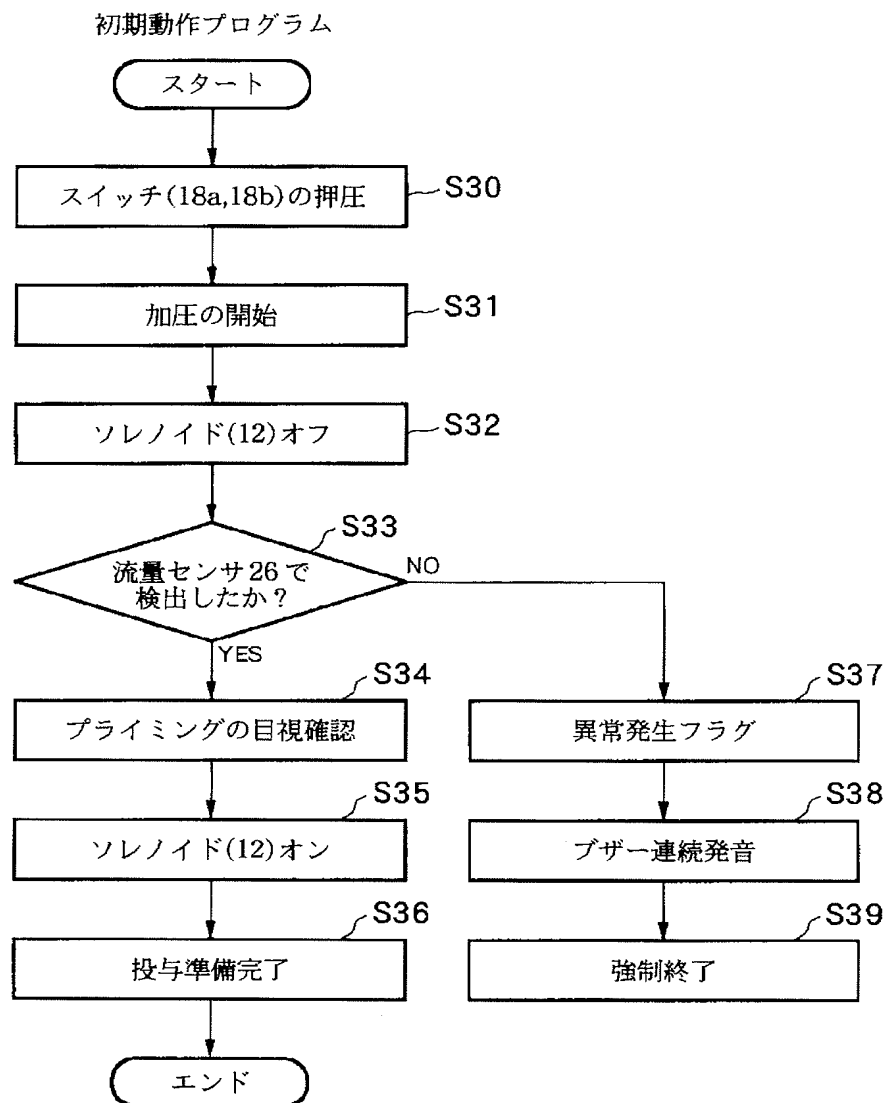 初期動作プログラム
スタート
スイッチ(18a,18b)の押圧
S30
加圧の開始
S31
ソレノイド(12)オフ
S32
S33
流量センサ26で
検出したか？
NO
YES
S34
プライミングの目視確認
S35
ソレノイド(12)オン
S36
投与準備完了
エンド
S37
異常発生フラグ
S38
ブザー連続発音
S39
強制終了